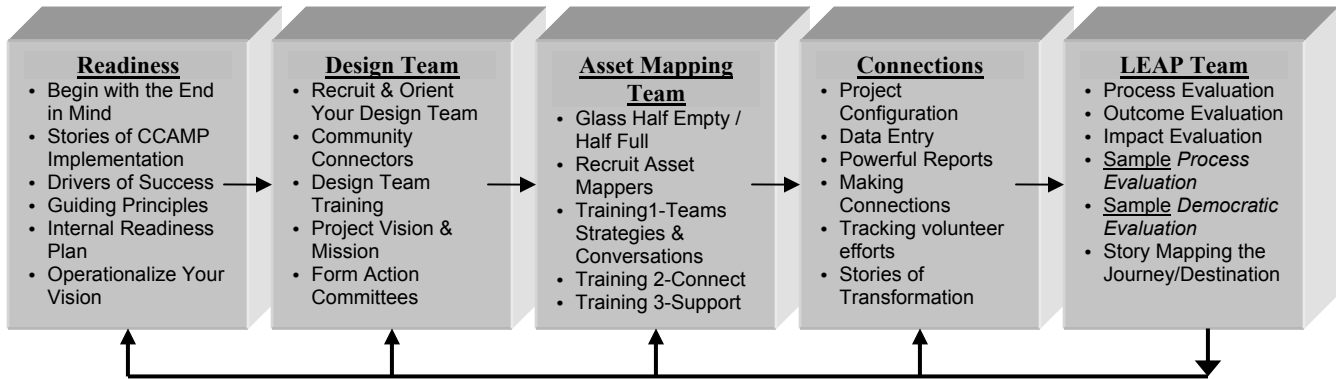 Readiness
• Begin with the End
in Mind
• Stories of CCAMP
Implementation
• Drivers of Success
• Guiding Principles
• Internal Readiness
Plan
• Operationalize Your
Vision
Design Team
• Recruit & Orient
Your Design Team
• Community
Connectors
• Design Team
Training
• Project Vision &
Mission
• Form Action
Committees
Asset Mapping
Team
• Glass Half Empty /
Half Full
• Recruit Asset
Mappers
• Training1-Teams
Strategies &
Conversations
• Training 2-Connect
• Training 3-Support
Connections
• Project
Configuration
• Data Entry
• Powerful Reports
• Making
Connections
• Tracking volunteer
efforts
• Stories of
Transformation
LEAP Team
• Process Evaluation
• Outcome Evaluation
• Impact Evaluation
• Sample Process
Evaluation
• Sample Democratic
Evaluation
• Story Mapping the
Journey/Destination